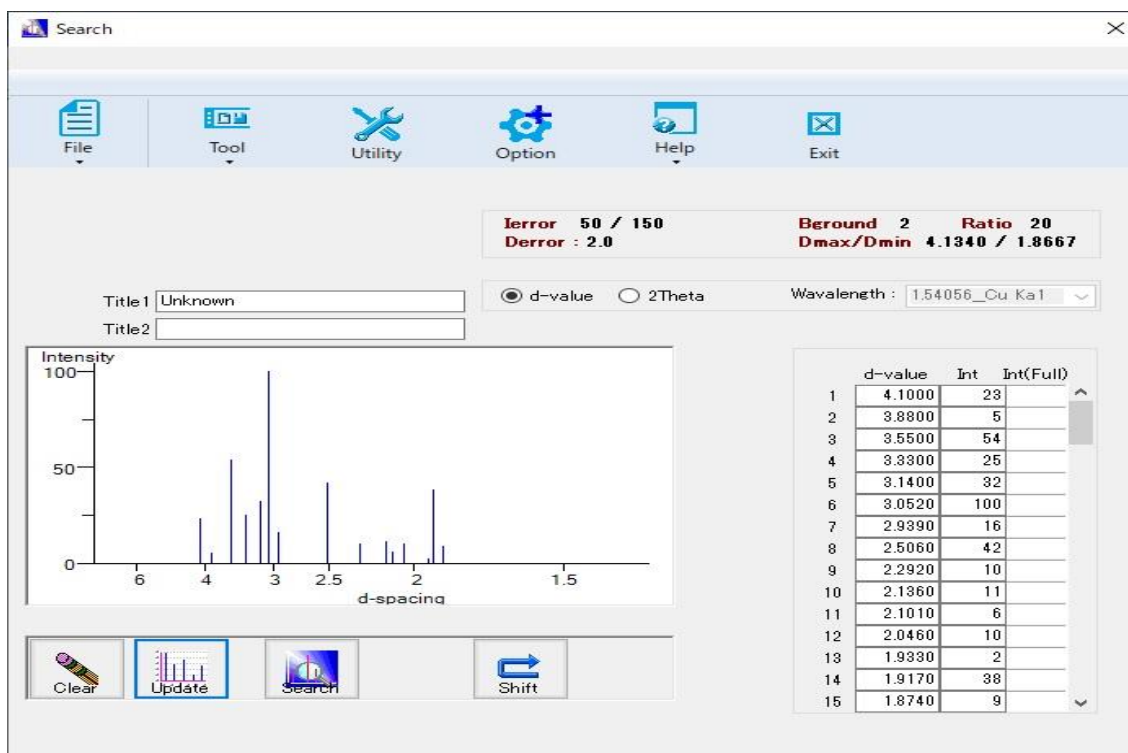 Search
File Tool Utility Option Help Exit
Ierror 50 / 150 Bground 2 Ratio 20
Derror : 2.0 Dmax/Dmin 4.1340 / 1.8667
Title1 Unknown d-value 2Theta Wavalength : 1.54056_Cu Ka1
Title2
Intensity
100
50
0
6 4 3 2.5 2 1.5
d-spacing
d-value Int Int(Full)
1 4.1000 23
2 3.8800 5
3 3.5500 54
4 3.3300 25
5 3.1400 32
6 3.0520 100
7 2.9390 16
8 2.5060 42
9 2.2920 10
10 2.1360 11
11 2.1010 6
12 2.0460 10
13 1.9330 2
14 1.9170 38
15 1.8740 9
Clear Update Search Shift